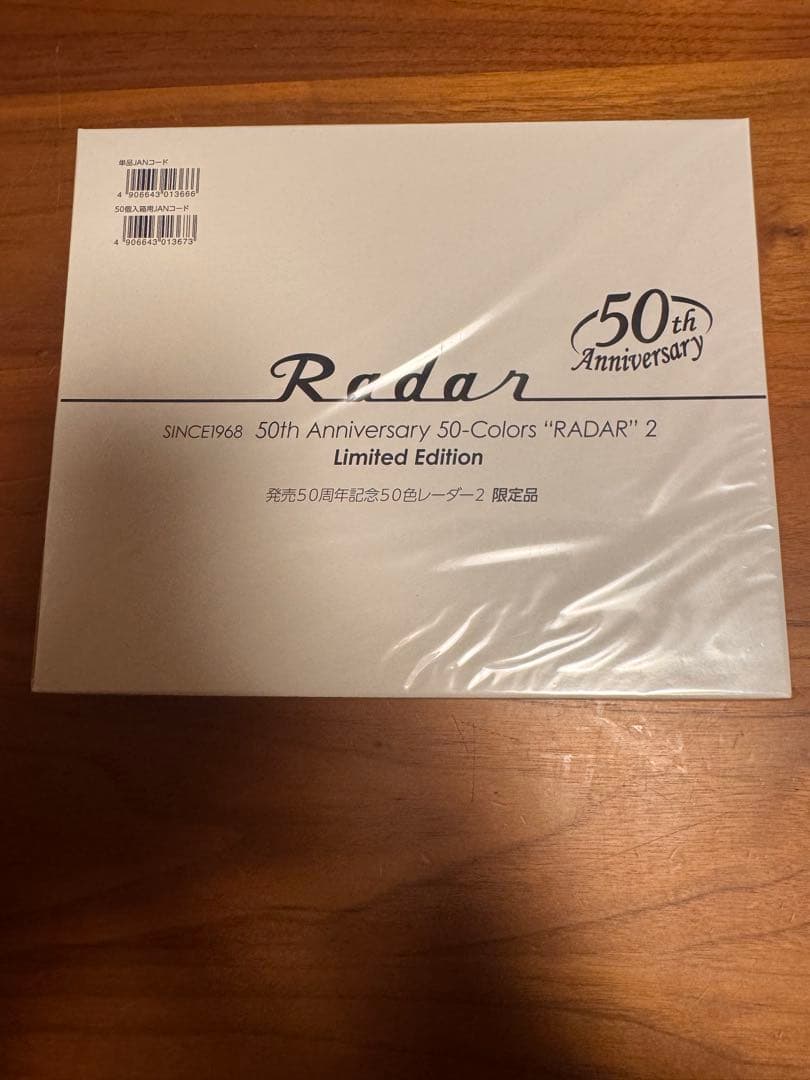 単品JANコード
4 906643 013666
50個入箱用JANコード
4 906643 013673
50th
Anniversary
Radar
SINCE1968 50th Anniversary 50-Colors “RADAR” 2
Limited Edition
発売50周年記念50色レーダー2 限定品